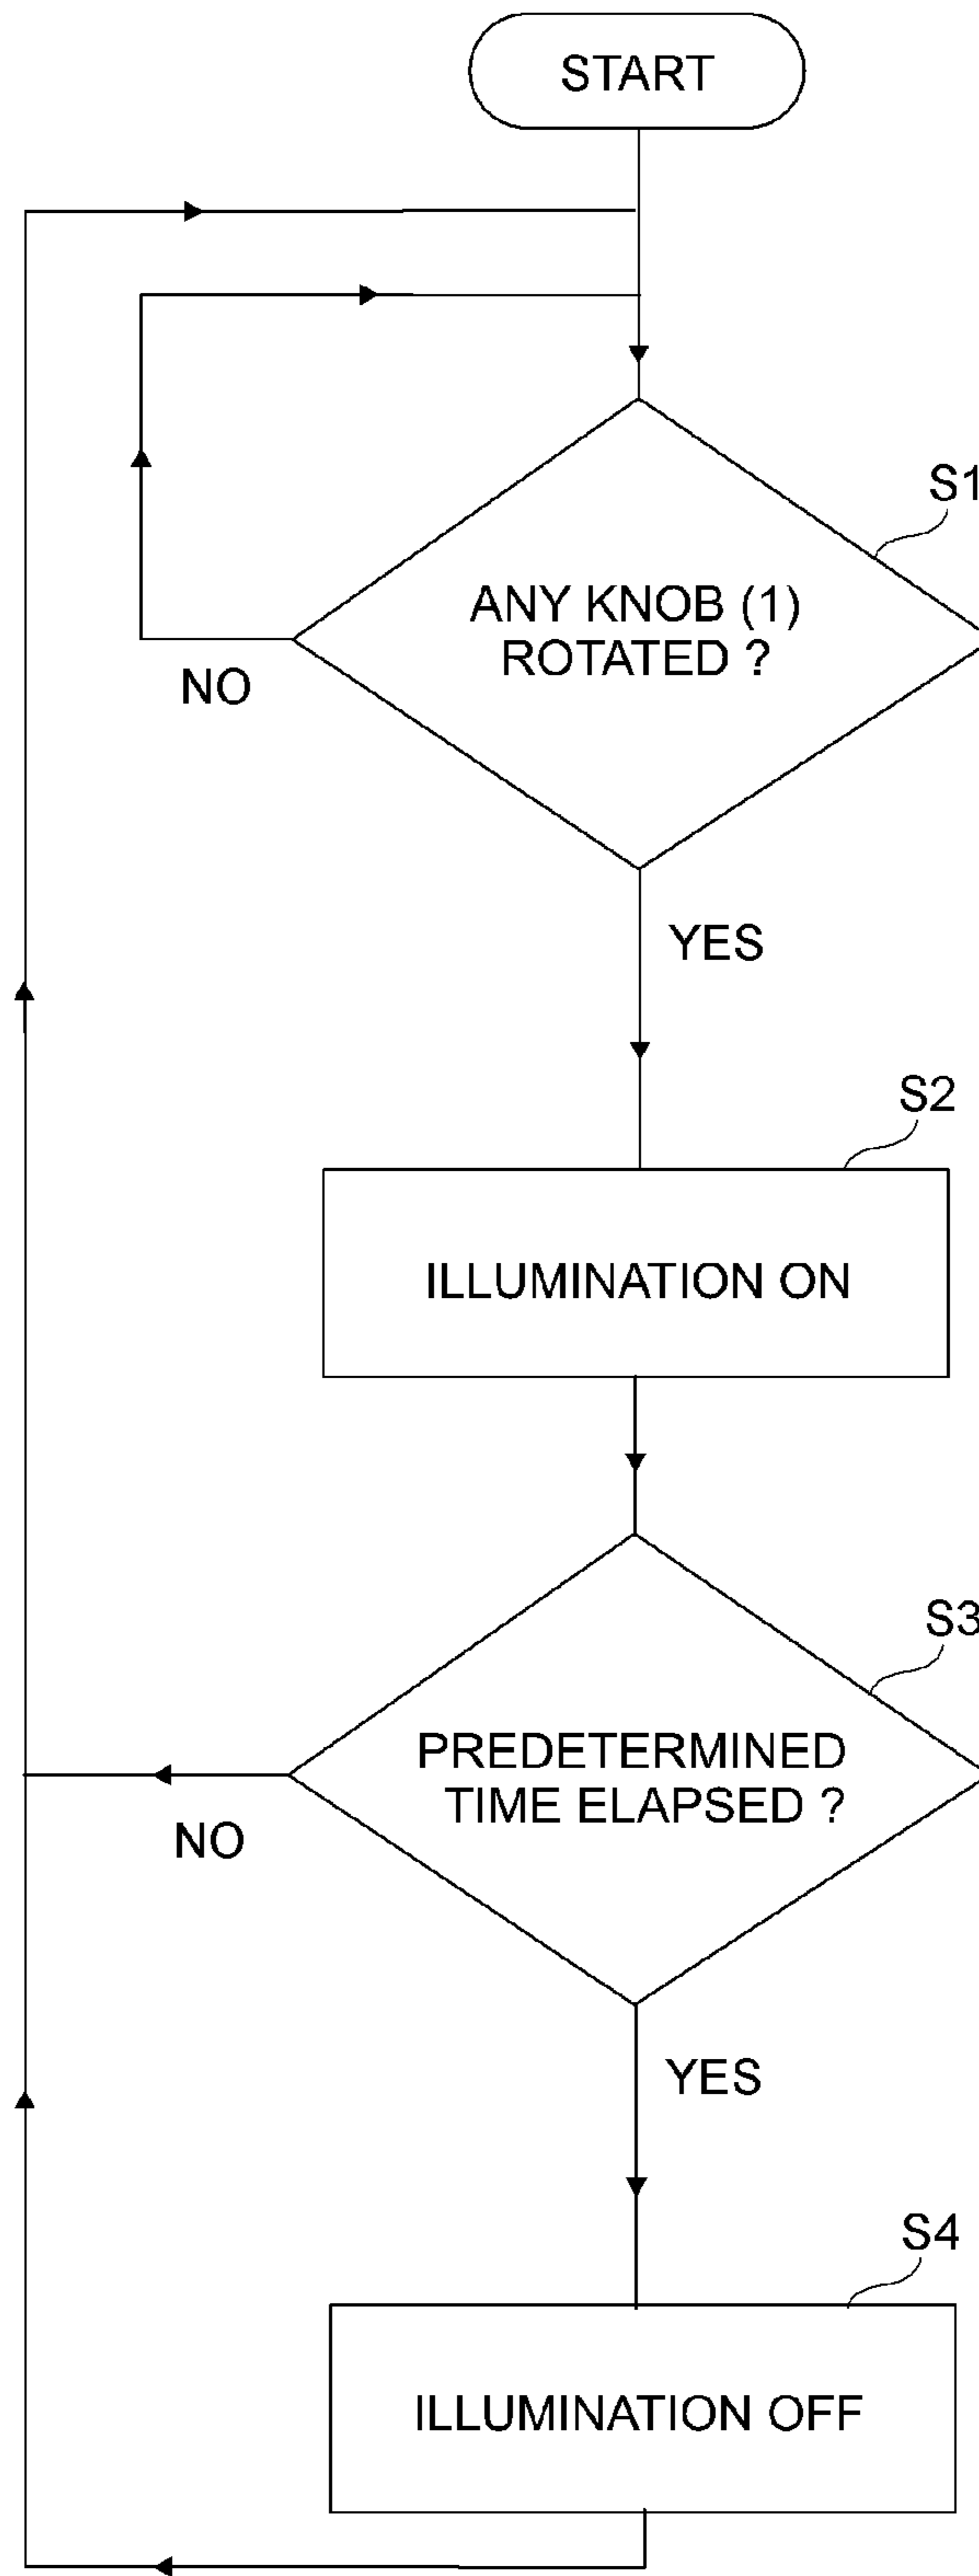 START
S1
ANY KNOB (1)
ROTATED ?
NO
YES
S2
ILLUMINATION ON
S3
PREDETERMINED
TIME ELAPSED ?
NO
YES
S4
ILLUMINATION OFF